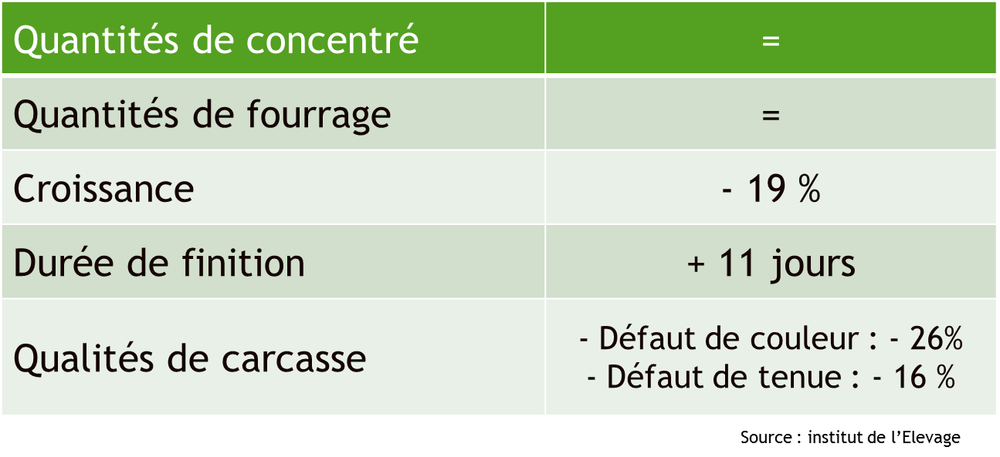 Quantités de concentré =
Quantités de fourrage =
Croissance - 19 %
Durée de finition + 11 jours
Qualités de carcasse
- Défaut de couleur : - 26%
- Défaut de tenue : - 16 %
Source : institut de l’Elevage